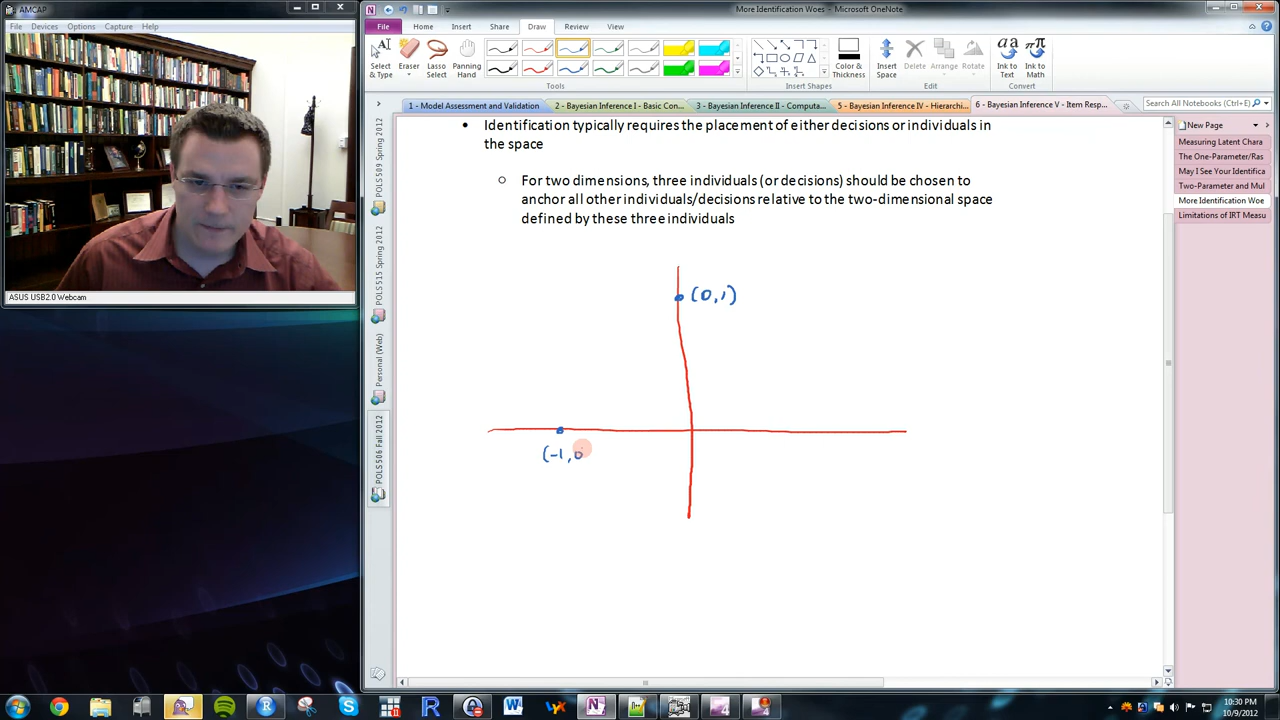 AMCAP
File Devices Options Capture Help
ASUS USB2.0 Webcam
More Identification Woes - Microsoft OneNote
File Home Insert Share Draw Review View
Select & Type
Eraser
Lasso Select
Panning Hand
Color & Thickness
Insert Space
Delete
Arrange
Rotate
Ink to Text
Ink to Math
Tools
Insert Shapes
Edit
Convert
1 - Model Assessment and Validation
2 - Bayesian Inference I - Basic Con...
3 - Bayesian Inference II - Computa...
5 - Bayesian Inference IV - Hierarchi...
6 - Bayesian Inference V - Item Resp...
Search All Notebooks (Ctrl+E)
POLS 509 Spring 2012
POLS515 Spring 2012
Personal (Web)
POLS 506 Fall 2012
• Identification typically requires the placement of either decisions or individuals in
the space
○ For two dimensions, three individuals (or decisions) should be chosen to
anchor all other individuals/decisions relative to the two-dimensional space
defined by these three individuals
(0,1)
(-1,0
New Page
Measuring Latent Chara
The One-Parameter/Ras
May I See Your Identifica
Two-Parameter and Mul
More Identification Woe
Limitations of IRT Measu
10:30 PM
10/9/2012